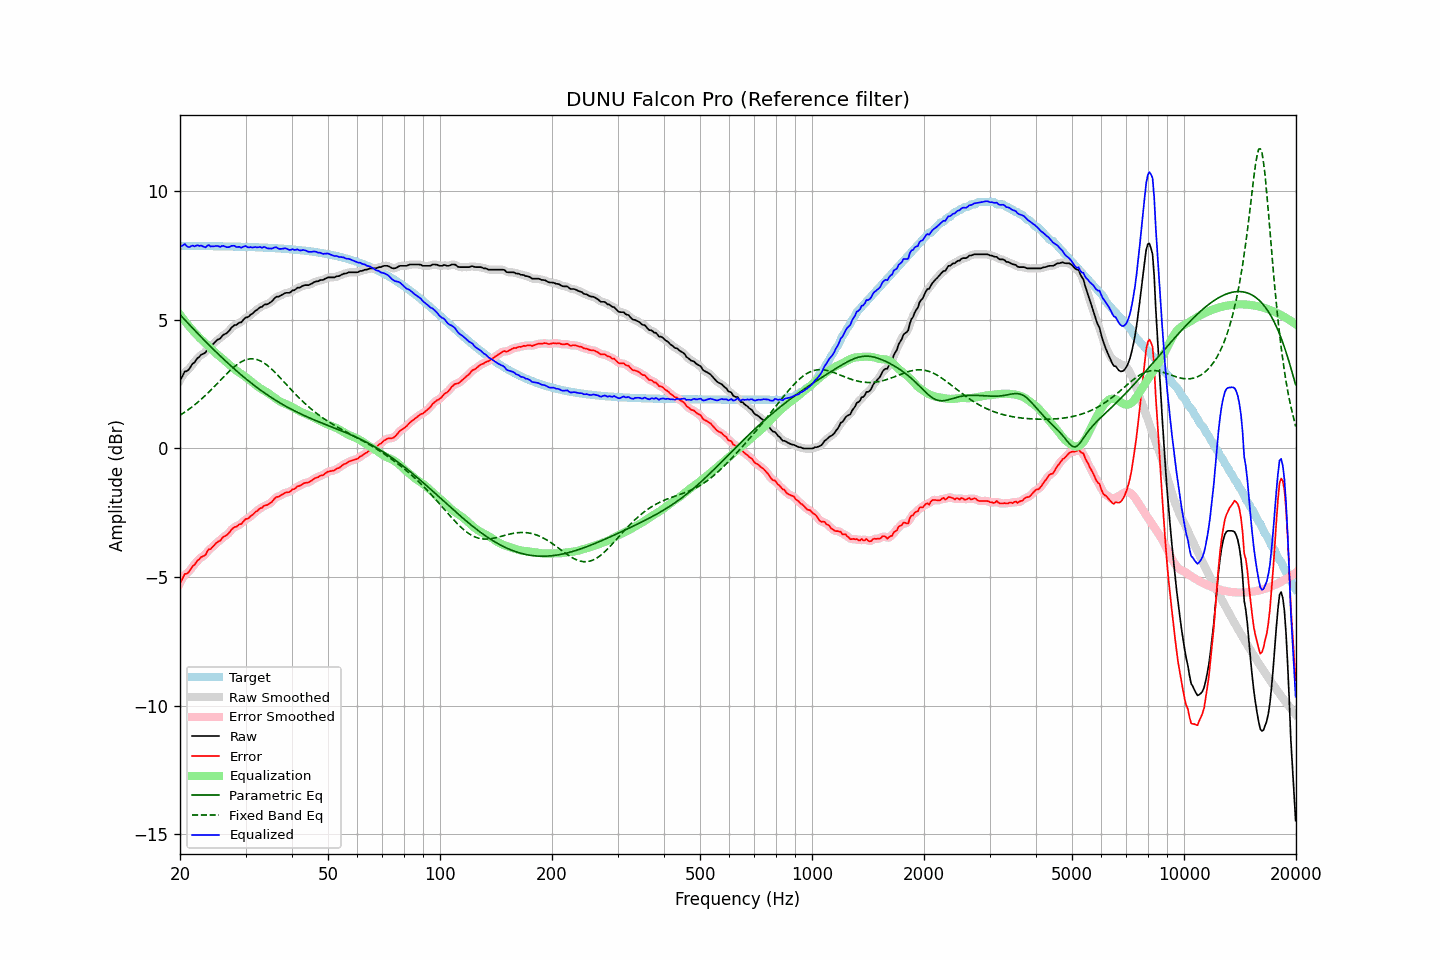 DUNU Falcon Pro (Reference filter)
Amplitude (dBr)
10
5
0
−5
−10
−15
Target
Raw Smoothed
Error Smoothed
Raw
Error
Equalization
Parametric Eq
Fixed Band Eq
Equalized
20 50 100 200 500 1000 2000 5000 10000 20000
Frequency (Hz)